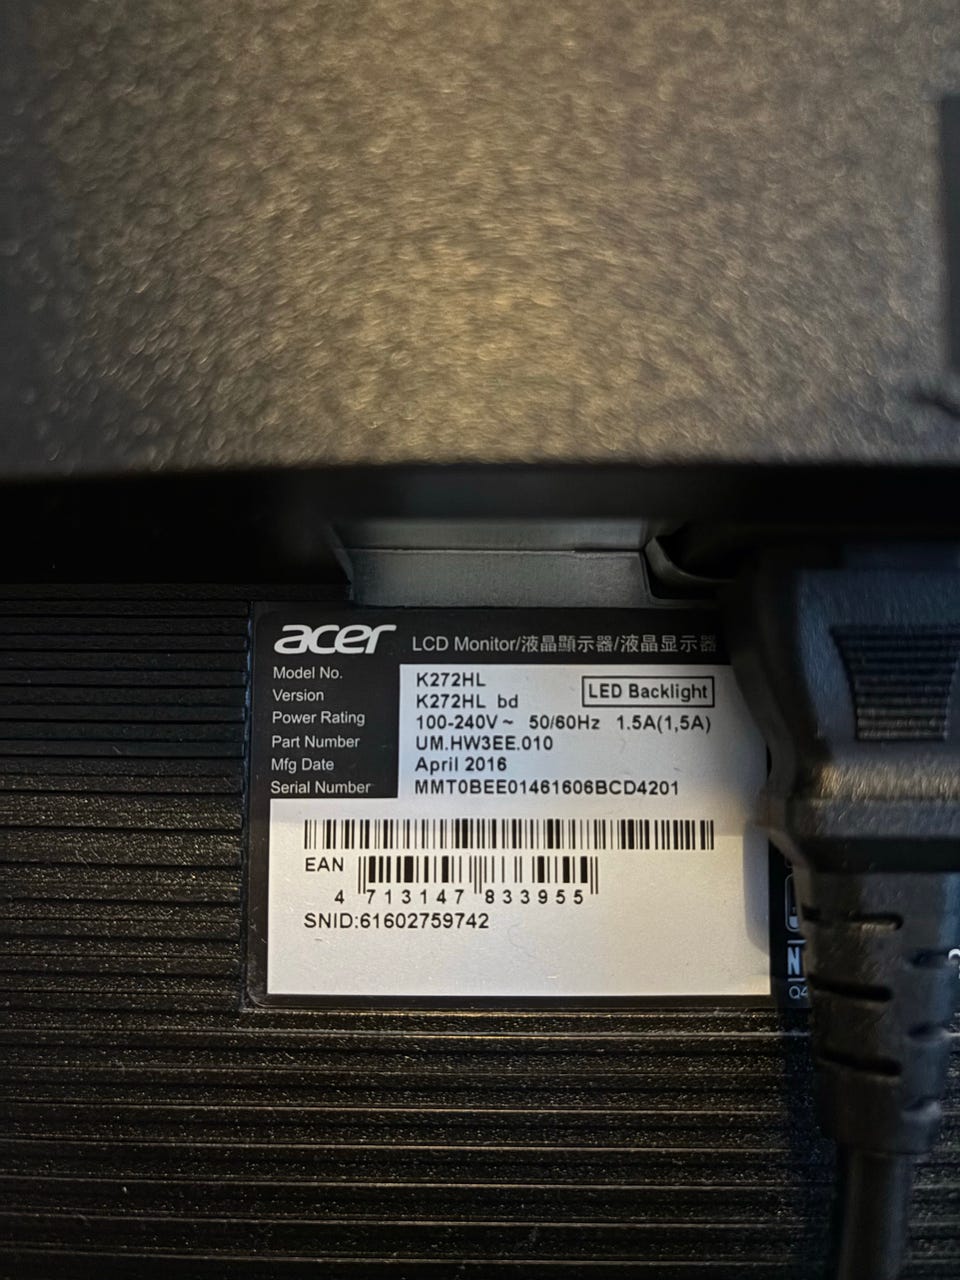 acer LCD Monitor/液晶顯示器/液晶显示器
Model No. K272HL
Version K272HL bd LED Backlight
Power Rating 100-240V~ 50/60Hz 1.5A(1,5A)
Part Number UM.HW3EE.010
Mfg Date April 2016
Serial Number MMT0BEE01461606BCD4201
EAN
4 713147 833955
SNID:61602759742